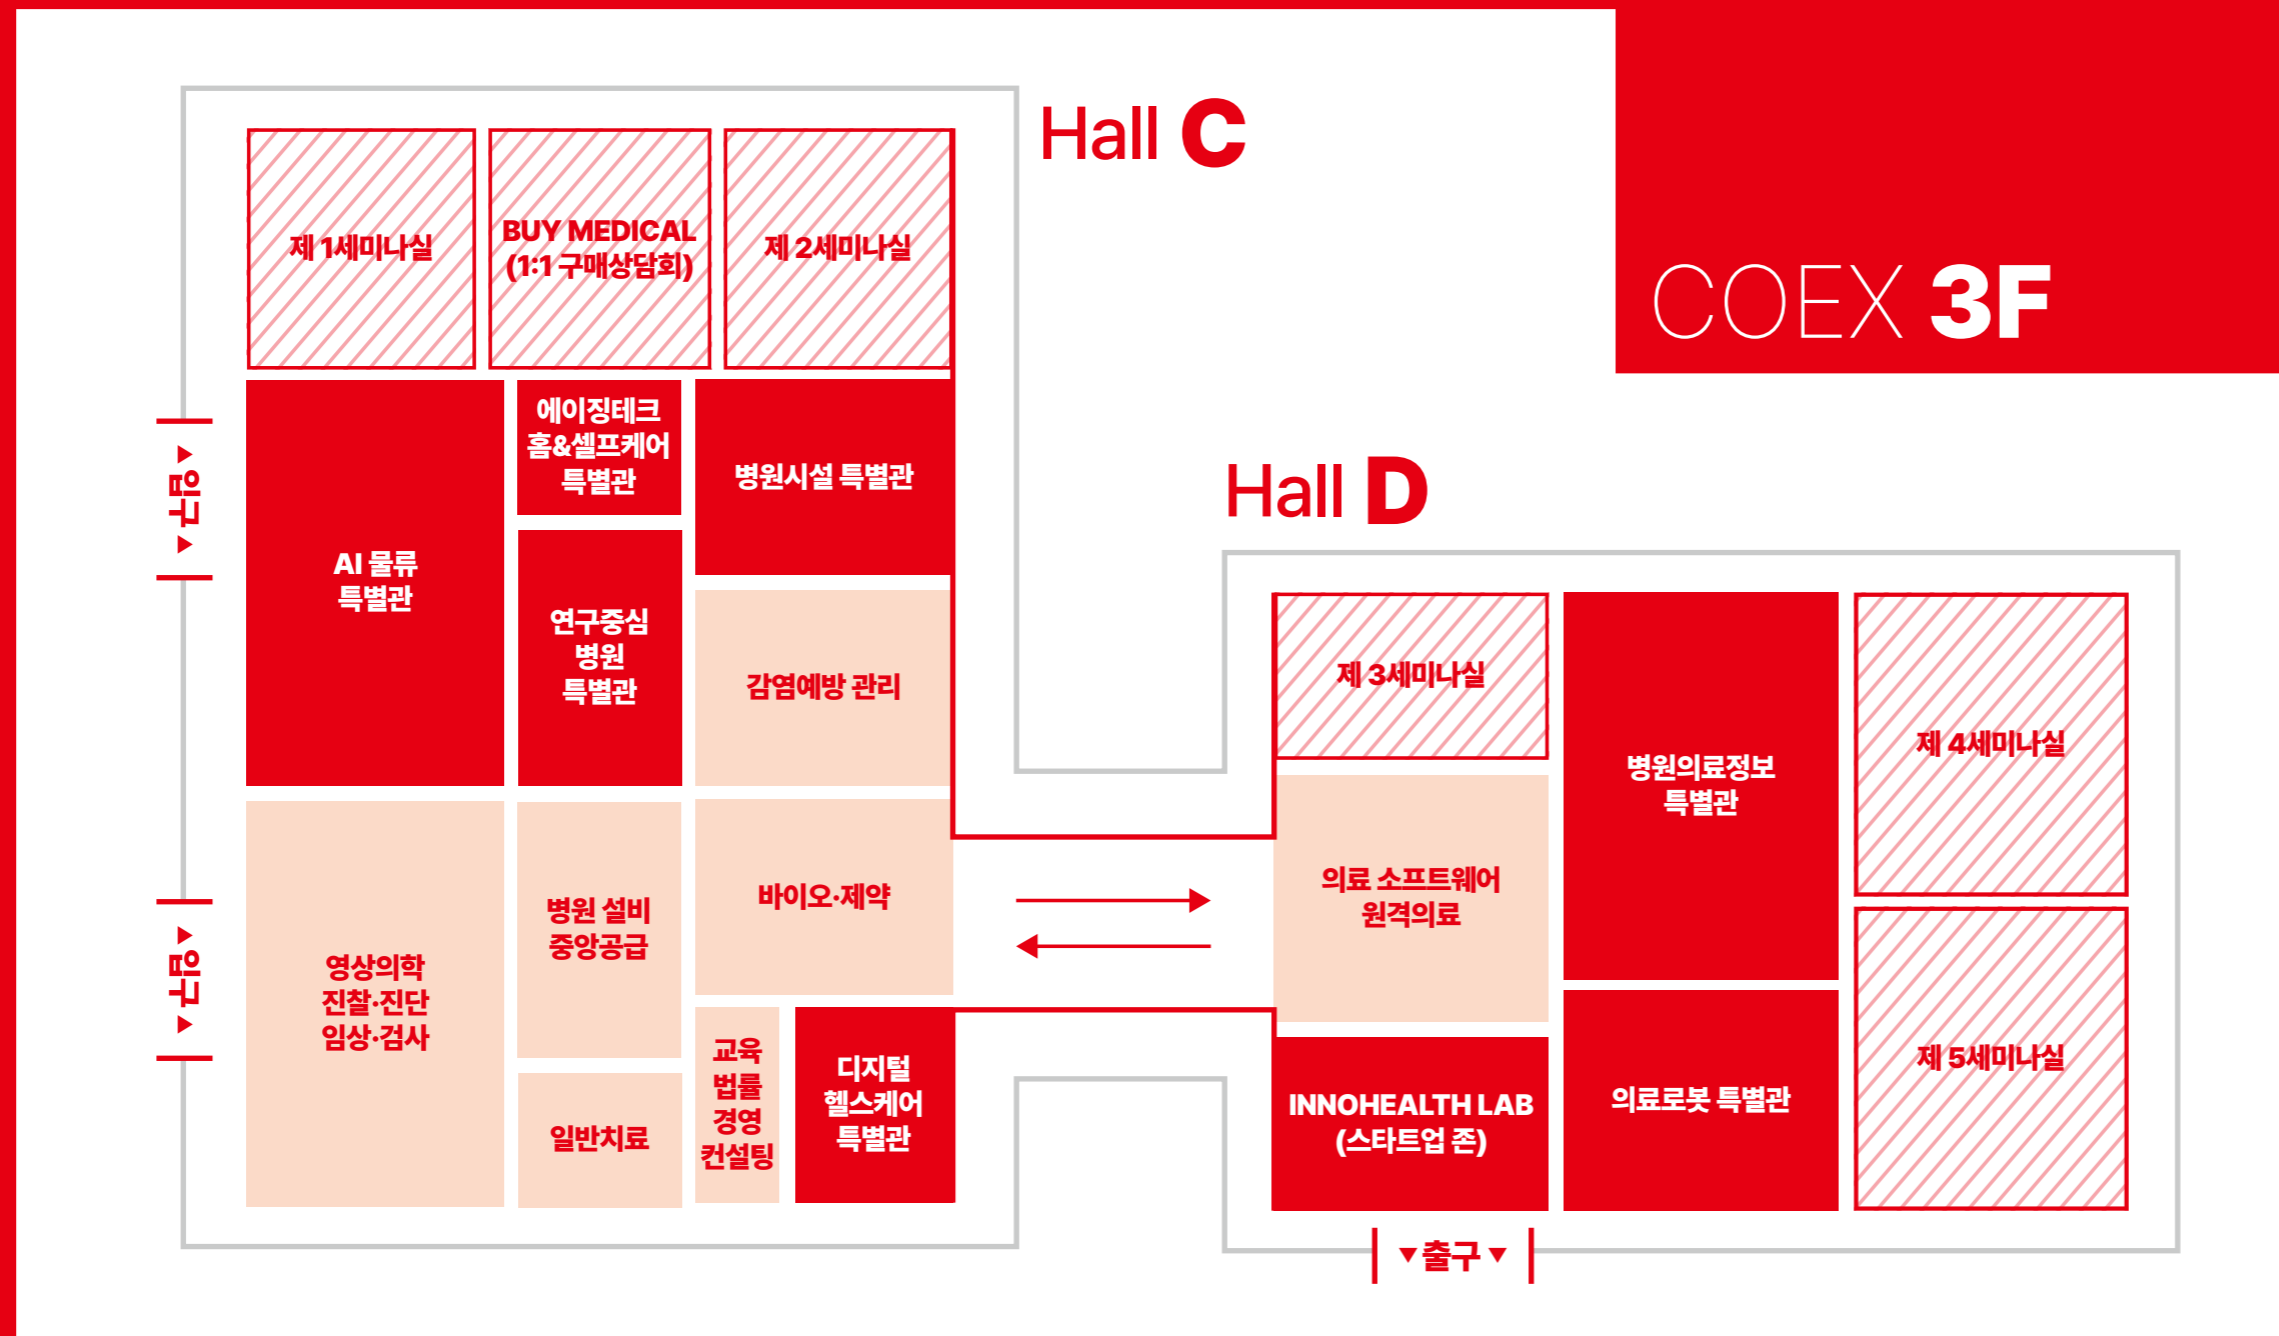 Hall C
COEX 3F
제 1세미나실
BUY MEDICAL
(1:1 구매상담회)
제 2세미나실
에이징테크
홈&셀프케어
특별관
병원시설 특별관
AI 물류
특별관
연구중심
병원
특별관
감염예방 관리
입구
영상의학
진찰·진단
임상·검사
병원 설비
중앙공급
바이오·제약
일반치료
교육
법률
경영
컨설팅
디지털
헬스케어
특별관
입구
Hall D
제 3세미나실
병원의료정보
특별관
제 4세미나실
의료 소프트웨어
원격의료
INNOHEALTH LAB
(스타트업 존)
의료로봇 특별관
제 5세미나실
출구